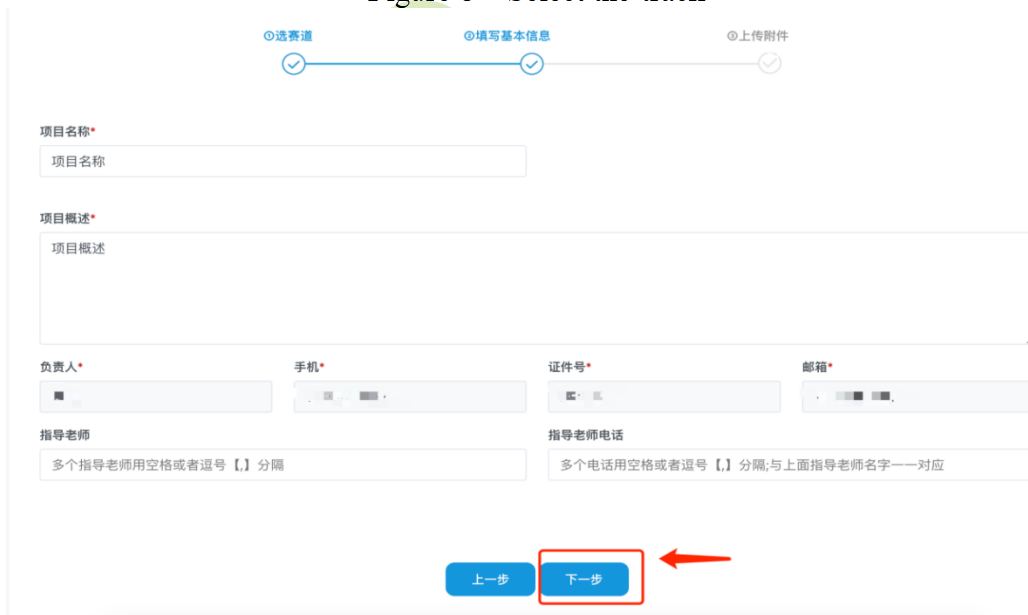 ①选赛道 ②填写基本信息 ③上传附件
项目名称*
项目名称
项目概述*
项目概述
负责人* 手机* 证件号* 邮箱*
指导老师 指导老师电话
多个指导老师用空格或者逗号【,】分隔 多个电话用空格或者逗号【,】分隔;与上面指导老师名字一一对应
上一步 下一步